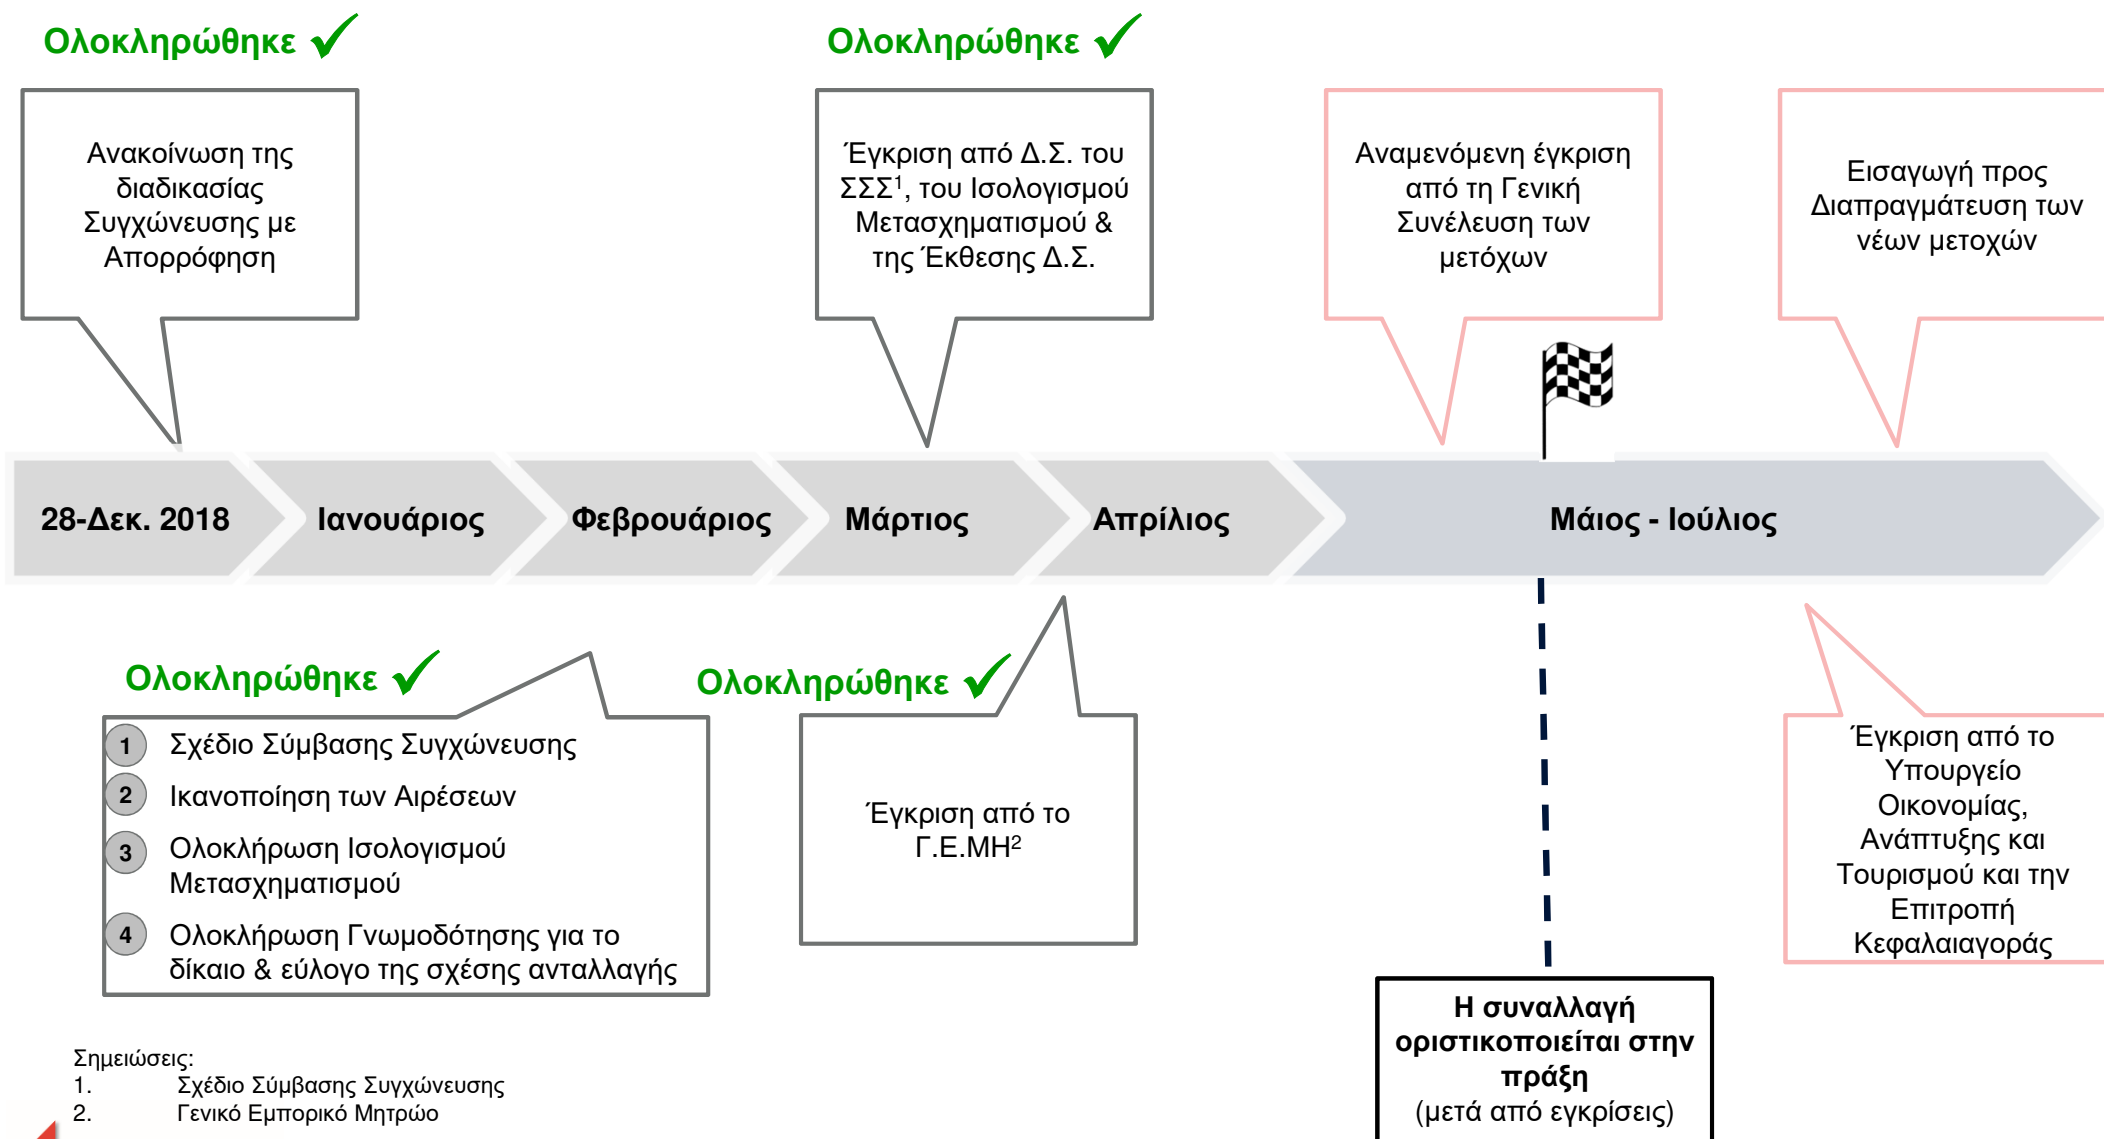 Ολοκληρώθηκε
Ολοκληρώθηκε
Ανακοίνωση της
διαδικασίας
Συγχώνευσης με
Απορρόφηση
Έγκριση από Δ.Σ. του
ΣΣΣ¹, του Ισολογισμού
Μετασχηματισμού &
της Έκθεσης Δ.Σ.
Αναμενόμενη έγκριση
από τη Γενική
Συνέλευση των
μετόχων
Εισαγωγή προς
Διαπραγμάτευση των
νέων μετοχών
28-Δεκ. 2018
Ιανουάριος
Φεβρουάριος
Μάρτιος
Απρίλιος
Μάιος - Ιούλιος
Ολοκληρώθηκε
1 Σχέδιο Σύμβασης Συγχώνευσης
2 Ικανοποίηση των Αιρέσεων
3 Ολοκλήρωση Ισολογισμού
Μετασχηματισμού
4 Ολοκλήρωση Γνωμοδότησης για το
δίκαιο & εύλογο της σχέσης ανταλλαγής
Ολοκληρώθηκε
Έγκριση από το
Γ.Ε.ΜΗ²
Έγκριση από το
Υπουργείο
Οικονομίας,
Ανάπτυξης και
Τουρισμού και την
Επιτροπή
Κεφαλαιαγοράς
Η συναλλαγή
οριστικοποιείται στην
πράξη
(μετά από εγκρίσεις)
Σημειώσεις:
1. Σχέδιο Σύμβασης Συγχώνευσης
2. Γενικό Εμπορικό Μητρώο